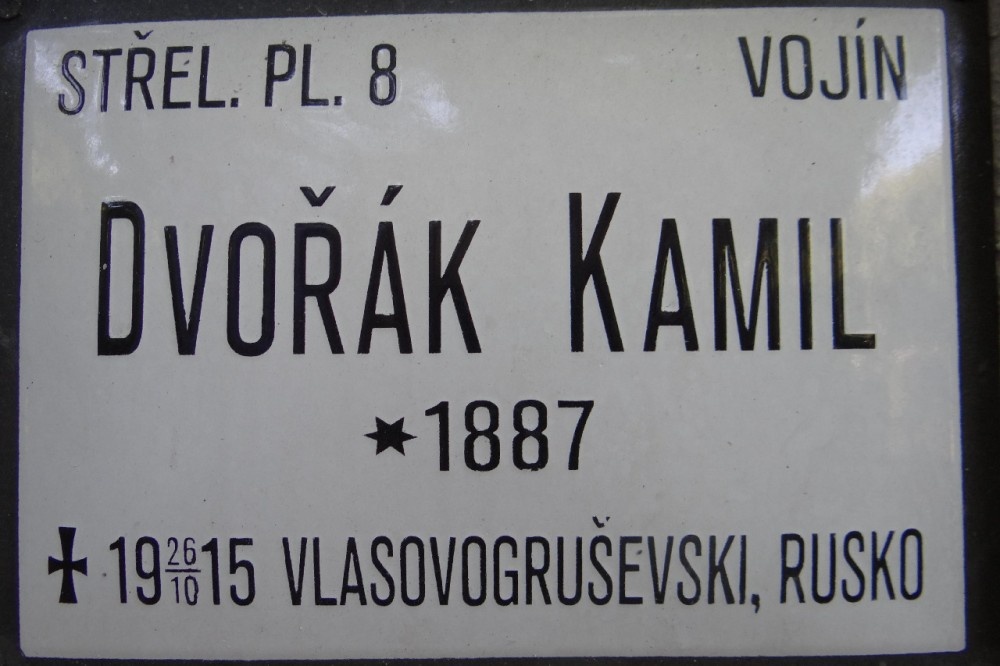 STŘEL. PL. 8 VOJÍN
DVOŘÁK KAMIL
*1887
✠ 19 26/10 15 VLASOVOGRUŠEVSKI, RUSKO